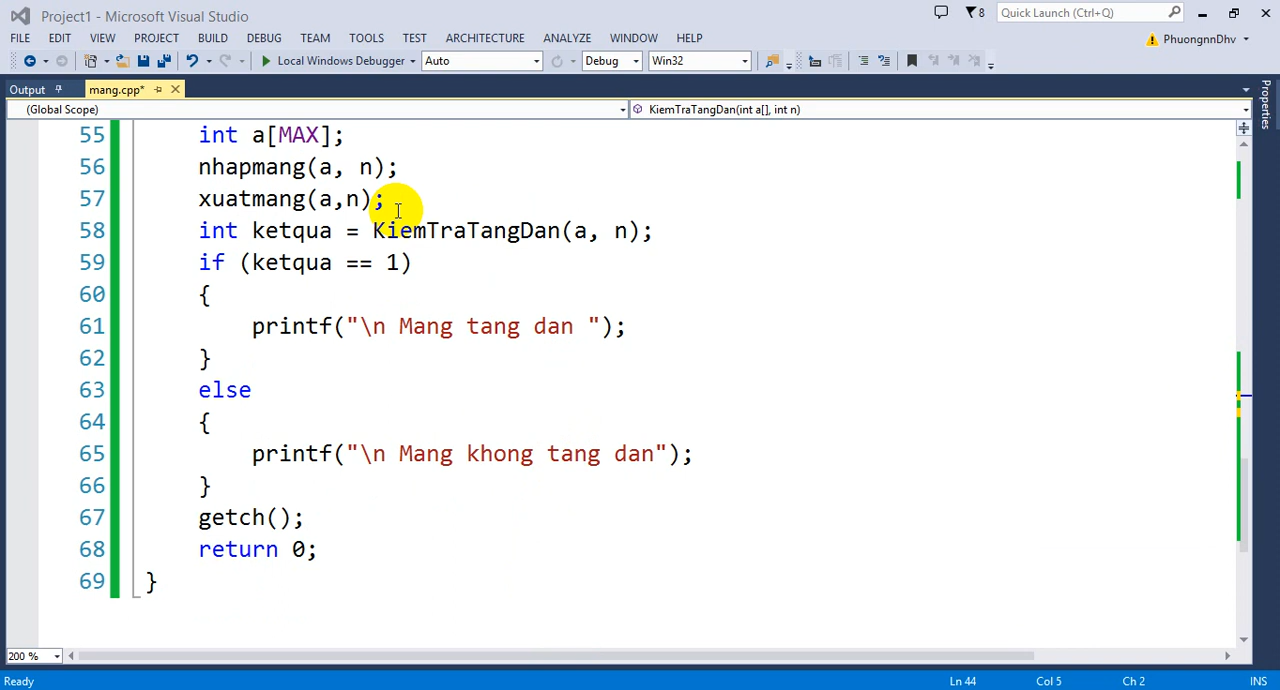 Project1 - Microsoft Visual Studio
8
Quick Launch (Ctrl+Q)
FILE EDIT VIEW PROJECT BUILD DEBUG TEAM TOOLS TEST ARCHITECTURE ANALYZE WINDOW HELP
PhuongnnDhv
Local Windows Debugger Auto Debug Win32
Output mang.cpp*
(Global Scope) KiemTraTangDan(int a[], int n)
Properties
55 int a[MAX];
56 nhapmang(a, n);
57 xuatmang(a,n);
58 int ketqua = KiemTraTangDan(a, n);
59 if (ketqua == 1)
60 {
61 printf("\n Mang tang dan ");
62 }
63 else
64 {
65 printf("\n Mang khong tang dan");
66 }
67 getch();
68 return 0;
69 }
200 %
Ready Ln 44 Col 5 Ch 2 INS